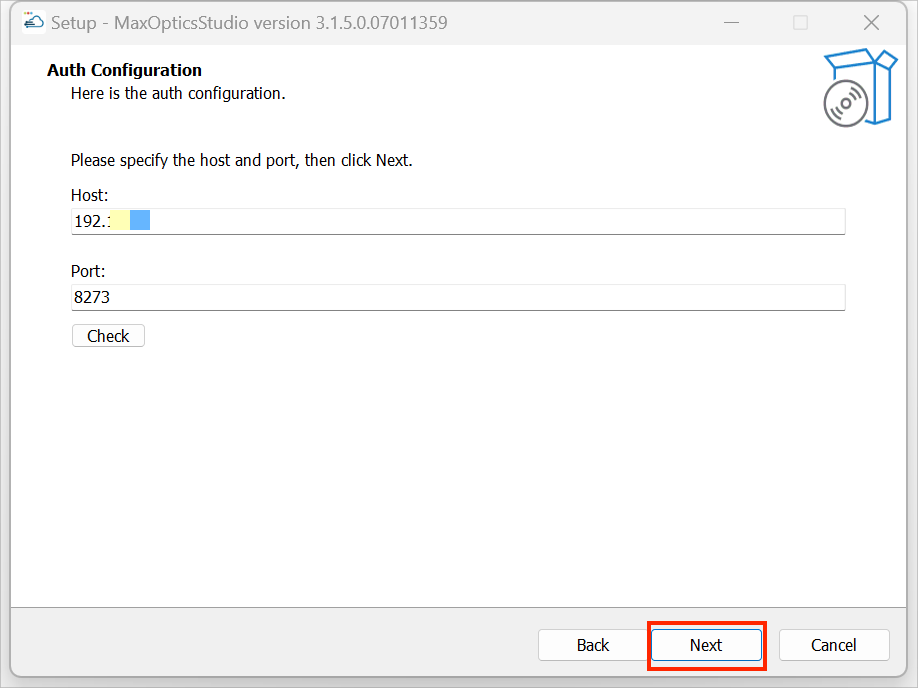 Setup - MaxOpticsStudio version 3.1.5.0.07011359
Auth Configuration
Here is the auth configuration.
Please specify the host and port, then click Next.
Host:
192.
Port:
8273
Check
Back
Next
Cancel